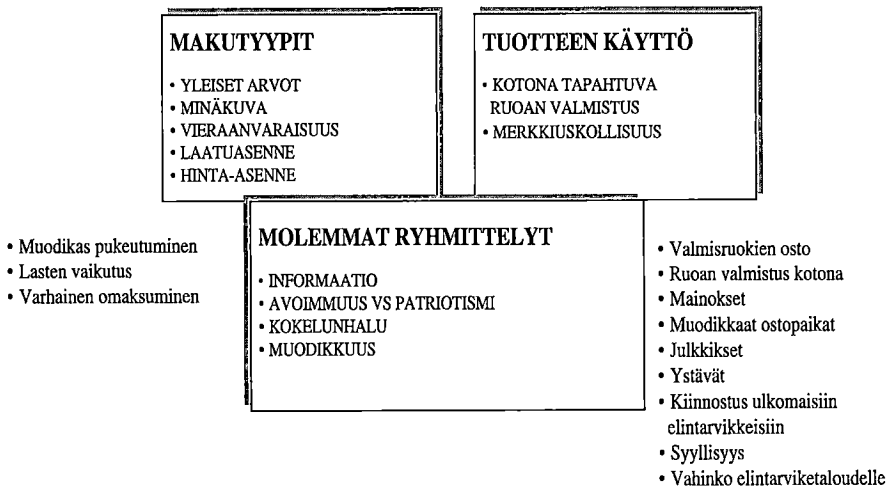 MAKUTYYPIT
• YLEISET ARVOT
• MINÄKUVA
• VIERAANVARAISUUS
• LAATUASENNE
• HINTA-ASENNE
TUOTTEEN KÄYTTÖ
• KOTONA TAPAHTUVA
RUOAN VALMISTUS
• MERKKIUSKOLLISUUS
• Muodikas pukeutuminen
• Lasten vaikutus
• Varhainen omaksuminen
MOLEMMAT RYHMITTELYT
• INFORMAATIO
• AVOIMMUUS VS PATRIOTISMI
• KOKELUNHALU
• MUODIKKUUS
• Valmisruokien osto
• Ruoan valmistus kotona
• Mainokset
• Muodikkaat ostopaikat
• Julkkikset
• Ystävät
• Kiinnostus ulkomaisiin
elintarvikkeisiin
• Syyllisyys
• Vahinko elintarviketaloudelle